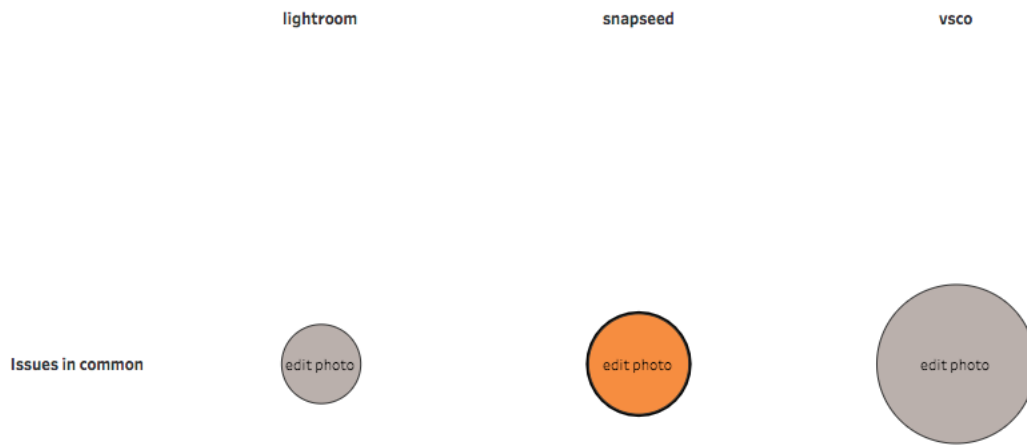 lightroom snapseed vsco
Issues in common edit photo edit photo edit photo